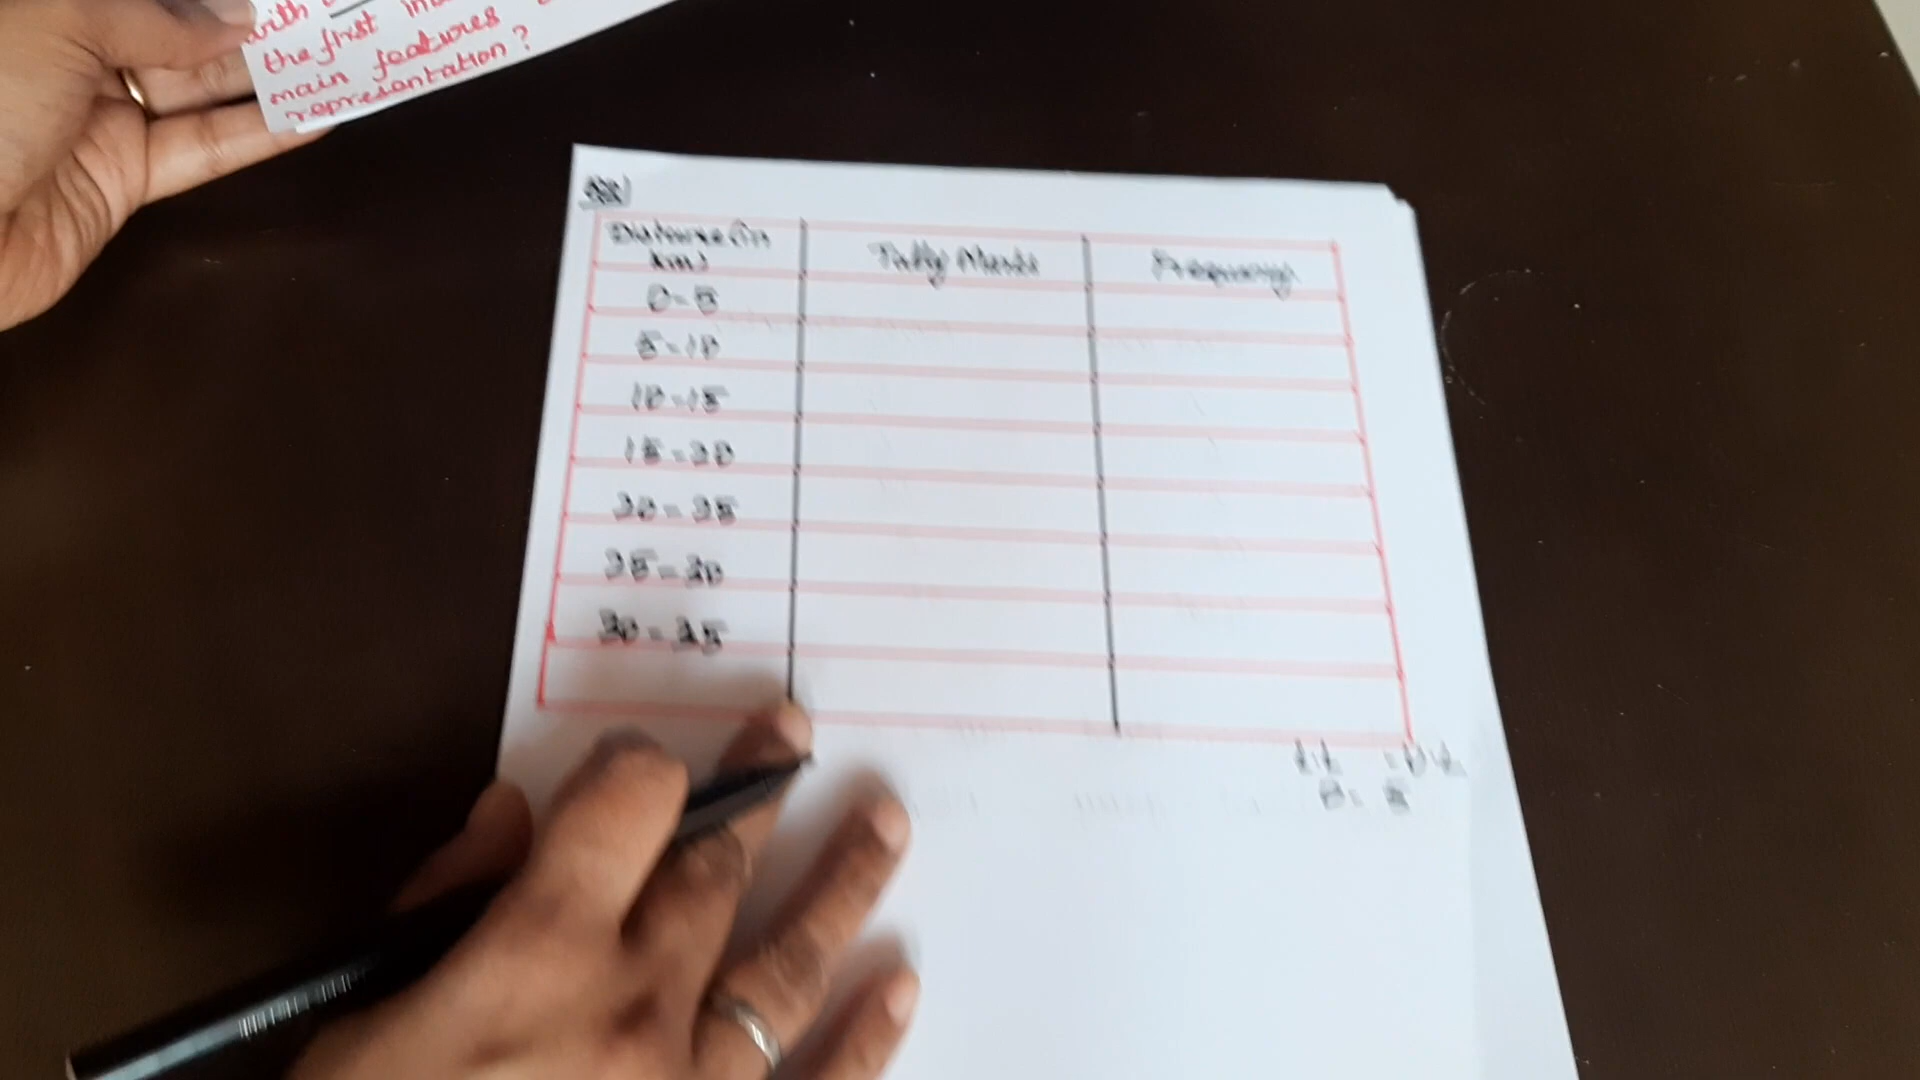 with
the first
main features
representation?
Distance (in
km)
Tally Marks
Frequency
0-5
5-10
10-15
15-20
20-25
25-30
30-35